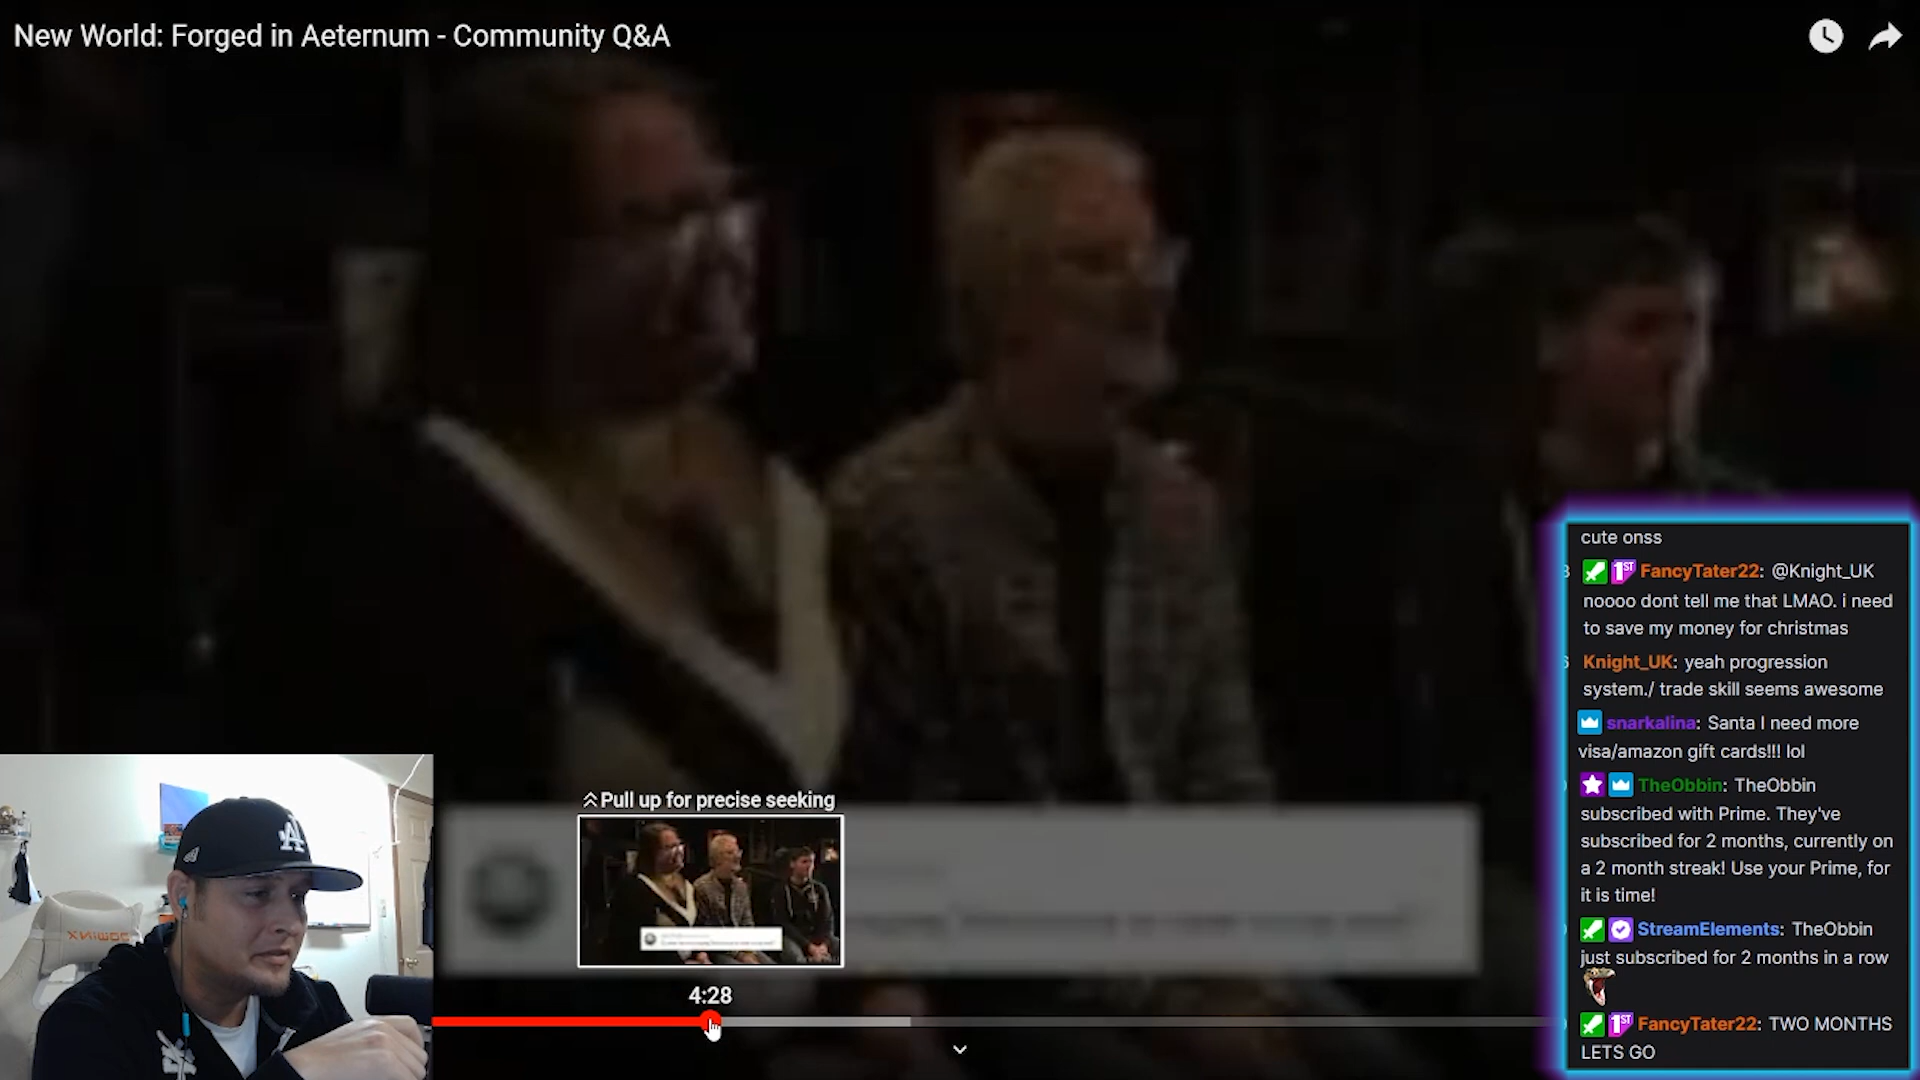 New World: Forged in Aeternum - Community Q&A
Pull up for precise seeking
4:28
cute onss
1ST FancyTater22: @Knight_UK
noooo dont tell me that LMAO. i need
to save my money for christmas
Knight_UK: yeah progression
system./ trade skill seems awesome
snarkalina: Santa I need more
visa/amazon gift cards!!! lol
TheObbin: TheObbin
subscribed with Prime. They've
subscribed for 2 months, currently on
a 2 month streak! Use your Prime, for
it is time!
StreamElements: TheObbin
just subscribed for 2 months in a row
1ST FancyTater22: TWO MONTHS
LETS GO
LA